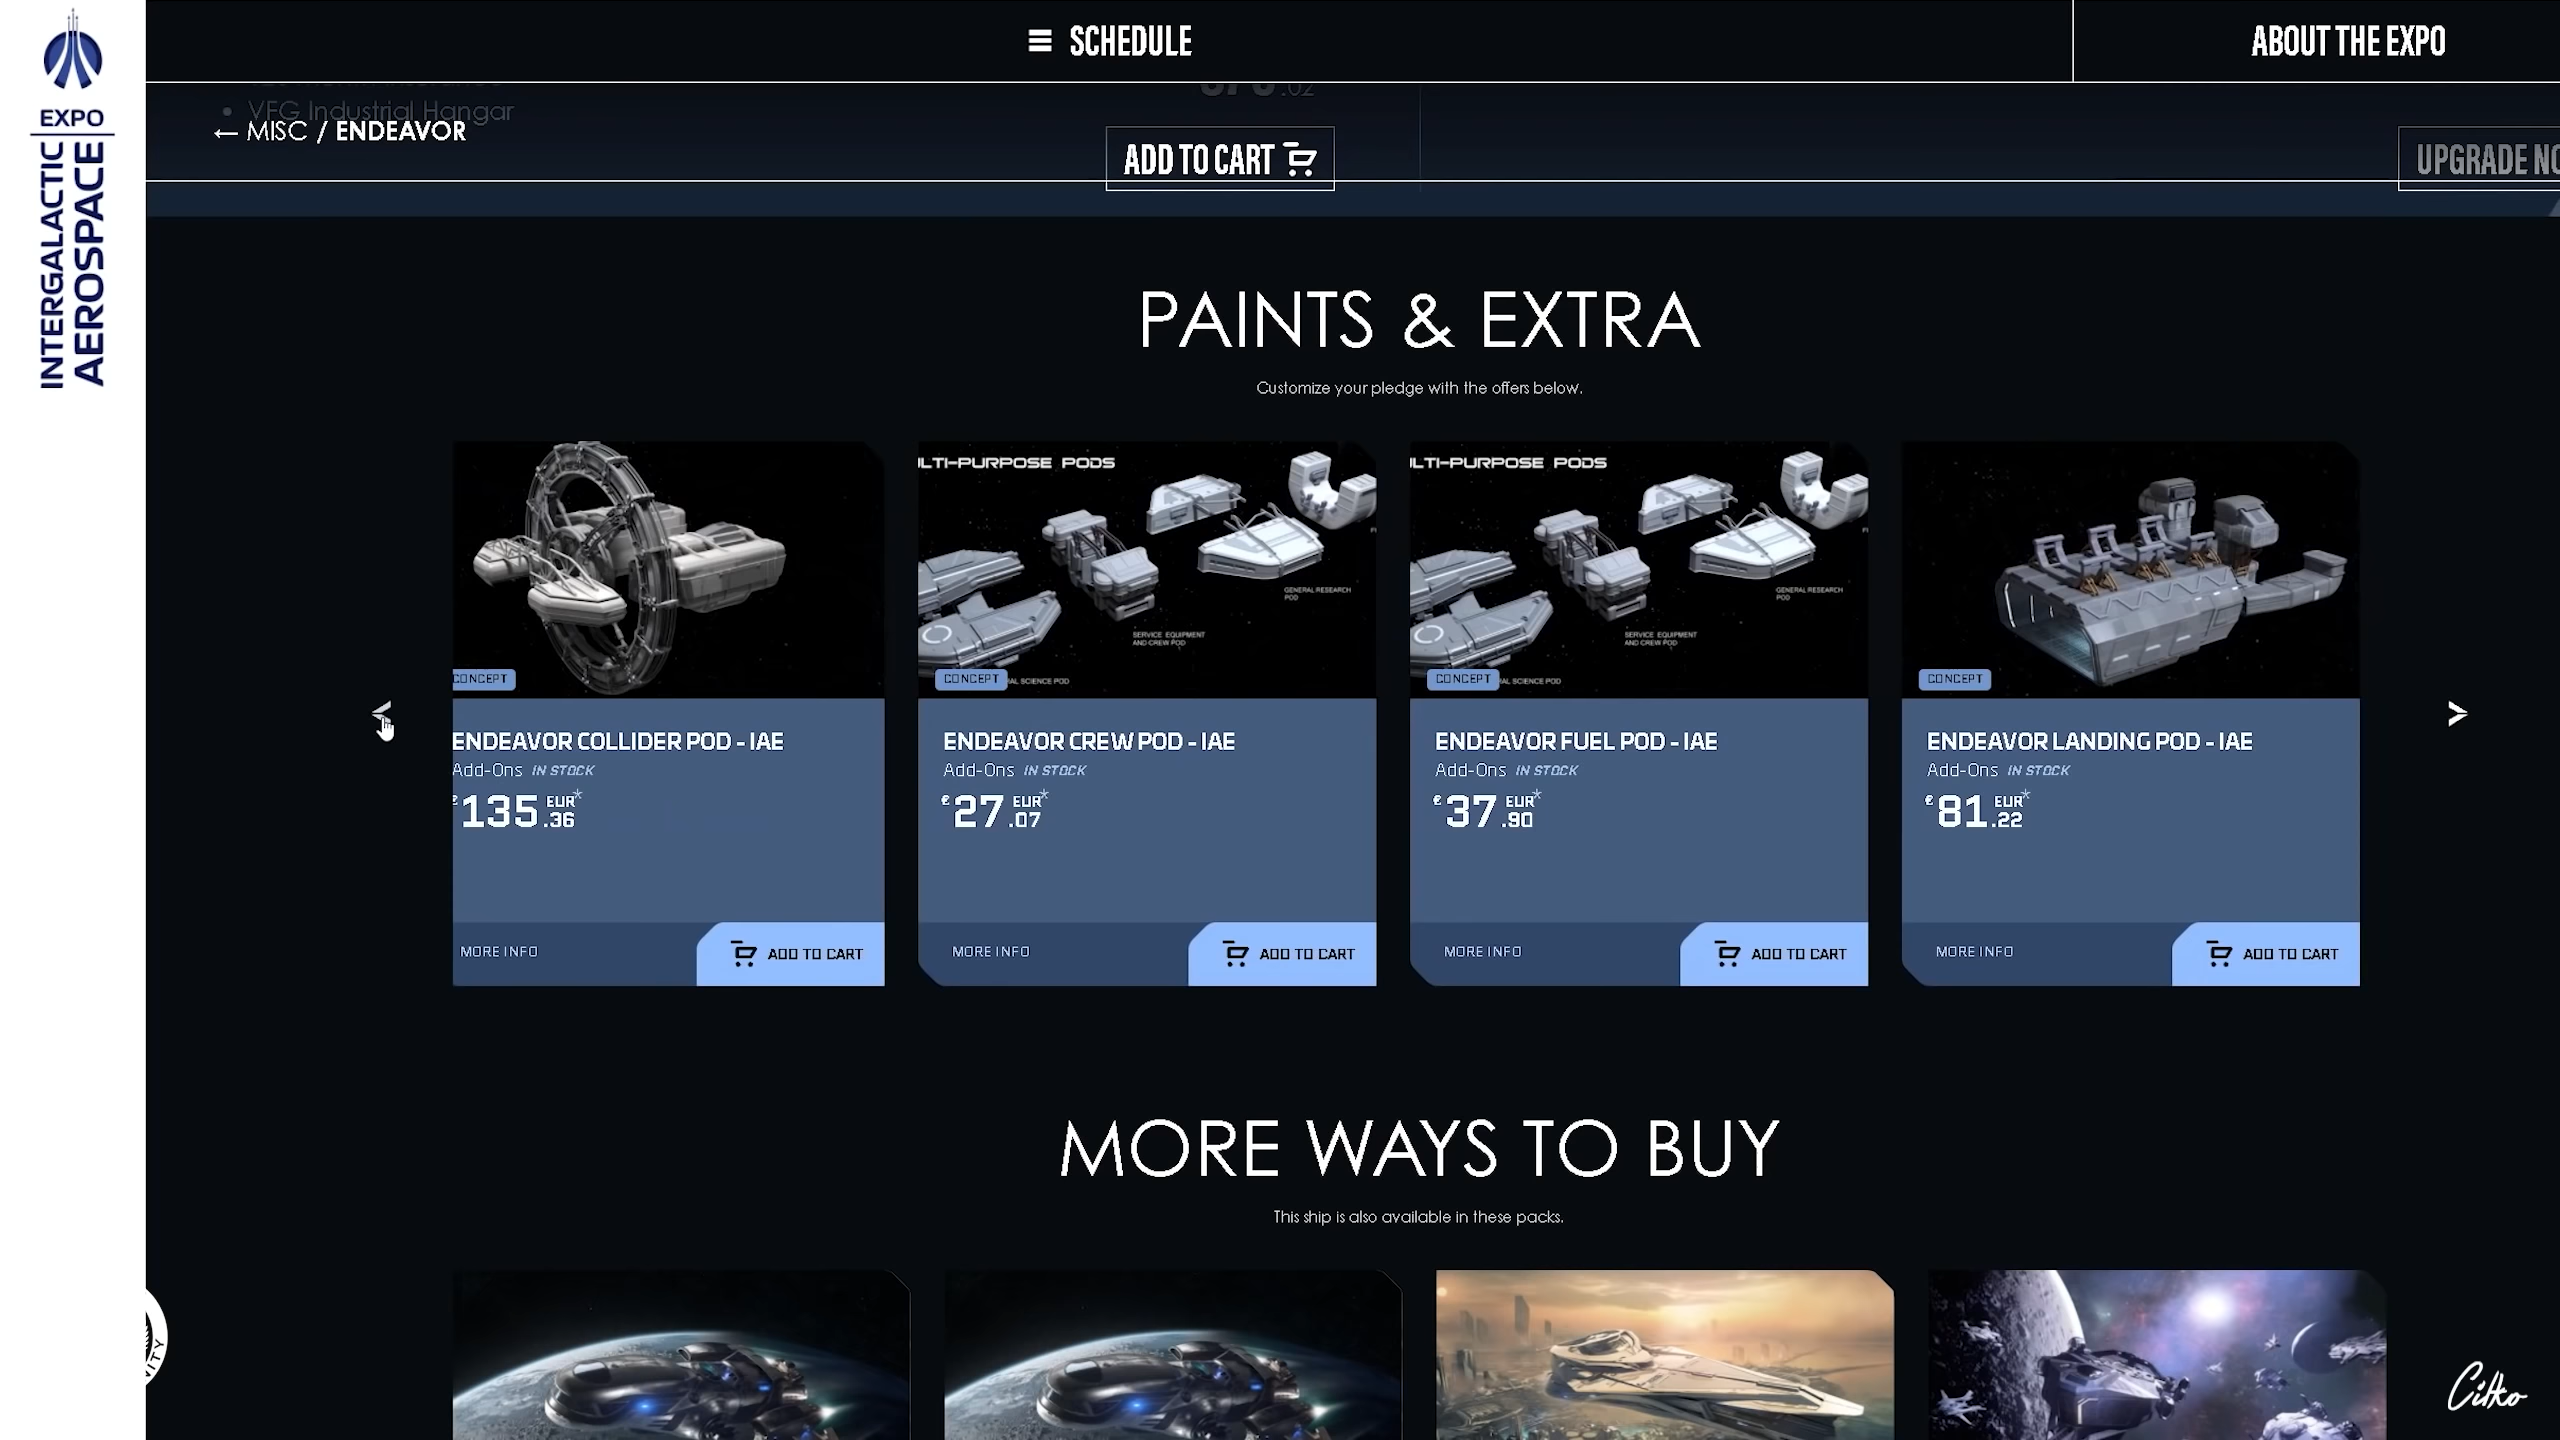 SCHEDULE
ABOUT THE EXPO
EXPO
INTERGALACTIC
AEROSPACE
VFG Industrial Hangar
← MISC / ENDEAVOR
ADD TO CART
PAINTS & EXTRA
Customize your pledge with the offers below.
LTI-PURPOSE PODS
GENERAL RESEARCH
POD
SERVICE EQUIPMENT
AND CREW POD
CONCEPT
CONCEPT
AL SCIENCE POD
LTI-PURPOSE PODS
GENERAL RESEARCH
POD
SERVICE EQUIPMENT
AND CREW POD
CONCEPT
AL SCIENCE POD
CONCEPT
ENDEAVOR COLLIDER POD - IAE
Add-Ons IN STOCK
€135.36 EUR*
MORE INFO
ADD TO CART
ENDEAVOR CREW POD - IAE
Add-Ons IN STOCK
€27.07 EUR*
MORE INFO
ADD TO CART
ENDEAVOR FUEL POD - IAE
Add-Ons IN STOCK
€37.90 EUR*
MORE INFO
ADD TO CART
ENDEAVOR LANDING POD - IAE
Add-Ons IN STOCK
€81.22 EUR*
MORE INFO
ADD TO CART
MORE WAYS TO BUY
This ship is also available in these packs.